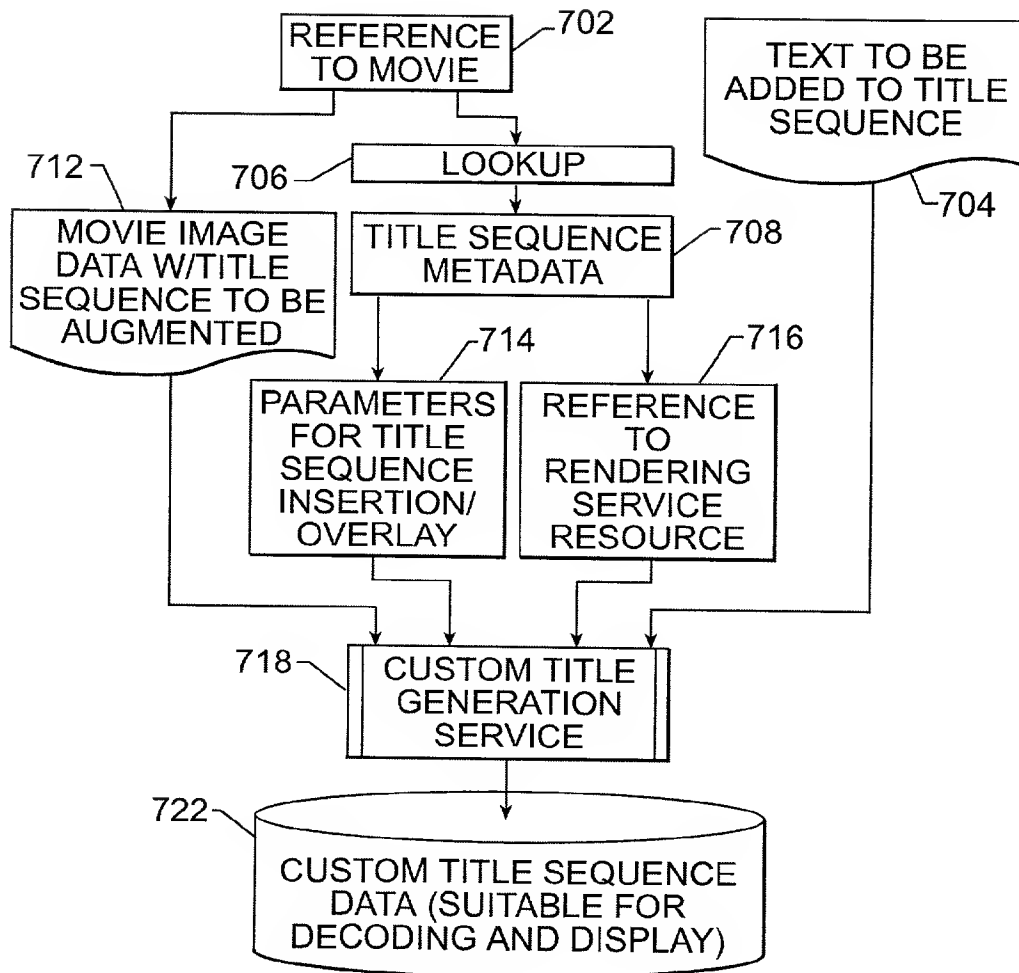 REFERENCE
TO MOVIE
702
TEXT TO BE
ADDED TO TITLE
SEQUENCE
704
706
LOOKUP
712
MOVIE IMAGE
DATA W/TITLE
SEQUENCE TO BE
AUGMENTED
TITLE SEQUENCE
METADATA
708
714
PARAMETERS
FOR TITLE
SEQUENCE
INSERTION/
OVERLAY
716
REFERENCE
TO
RENDERING
SERVICE
RESOURCE
718
CUSTOM TITLE
GENERATION
SERVICE
722
CUSTOM TITLE SEQUENCE
DATA (SUITABLE FOR
DECODING AND DISPLAY)